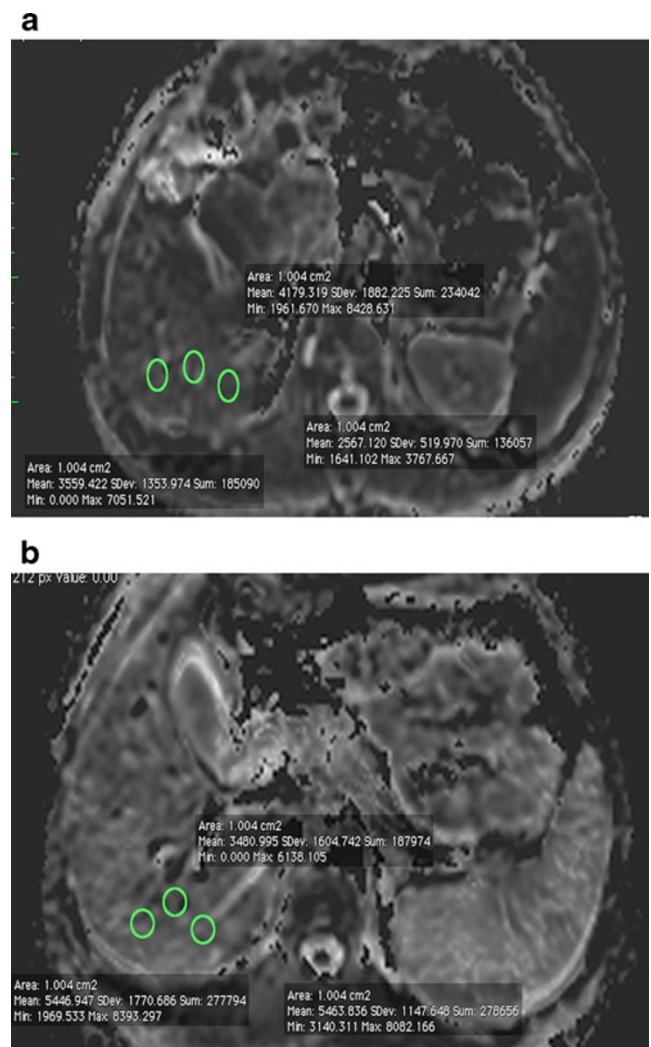 a
Area: 1.004 cm2
Mean: 4179.319 SDev: 1882.225 Sum: 234042
Min: 1961.670 Max: 8428.631
Area: 1.004 cm2
Mean: 2567.120 SDev: 519.970 Sum: 136057
Min: 1641.102 Max: 3767.667
Area: 1.004 cm2
Mean: 3559.422 SDev: 1353.974 Sum: 185090
Min: 0.000 Max: 7051.521
b
212 px Value: 0.00
Area: 1.004 cm2
Mean: 3480.995 SDev: 1604.742 Sum: 187974
Min: 0.000 Max: 6138.105
Area: 1.004 cm2
Mean: 5446.947 SDev: 1770.686 Sum: 277794
Min: 1969.533 Max: 8393.297
Area: 1.004 cm2
Mean: 5463.836 SDev: 1147.648 Sum: 278656
Min: 3140.311 Max: 8082.166